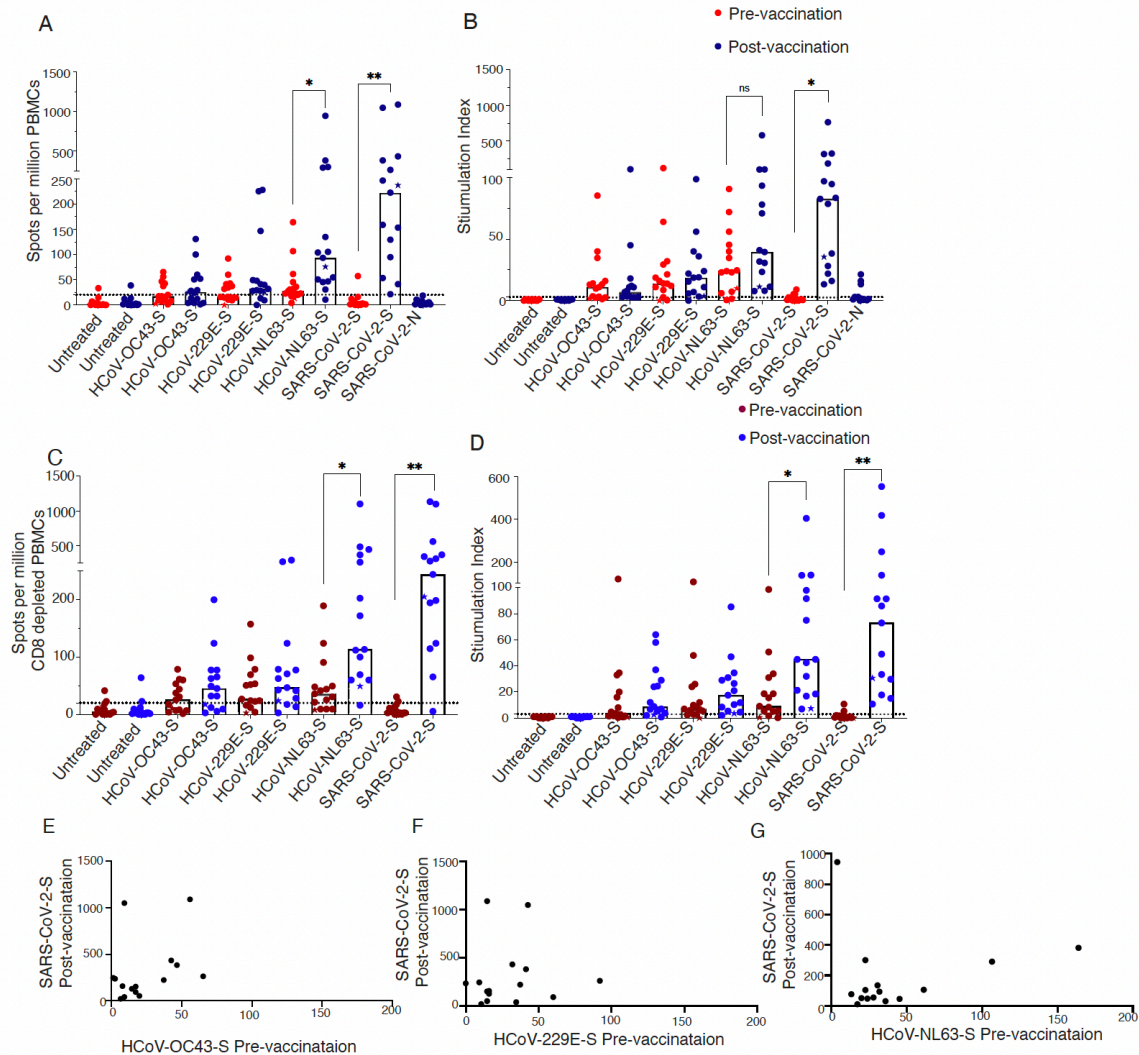 A
B
Pre-vaccination
Post-vaccination
Spots per million PBMCs
1500
1000
500
250
200
150
100
50
0
*
**
Untreated
Untreated
HCoV-OC43-S
HCoV-OC43-S
HCoV-229E-S
HCoV-229E-S
HCoV-NL63-S
HCoV-NL63-S
SARS-CoV-2-S
SARS-CoV-2-S
SARS-CoV-2-N
Stiumulation Index
1500
1000
500
100
50
0
ns
*
Untreated
Untreated
HCoV-OC43-S
HCoV-OC43-S
HCoV-229E-S
HCoV-229E-S
HCoV-NL63-S
HCoV-NL63-S
SARS-CoV-2-S
SARS-CoV-2-S
SARS-CoV-2-N
Pre-vaccination
Post-vaccination
C
D
Spots per million
CD8 depleted PBMCs
1500
1000
500
200
100
0
*
**
Untreated
Untreated
HCoV-OC43-S
HCoV-OC43-S
HCoV-229E-S
HCoV-229E-S
HCoV-NL63-S
HCoV-NL63-S
SARS-CoV-2-S
SARS-CoV-2-S
Stiumulation Index
600
400
200
100
80
60
40
20
0
*
**
Untreated
Untreated
HCoV-OC43-S
HCoV-OC43-S
HCoV-229E-S
HCoV-229E-S
HCoV-NL63-S
HCoV-NL63-S
SARS-CoV-2-S
SARS-CoV-2-S
E
F
G
SARS-CoV-2-S
Post-vaccinataion
1500
1000
500
0
0 50 100 150 200
HCoV-OC43-S Pre-vaccinataion
SARS-CoV-2-S
Post-vaccinataion
1500
1000
500
0
0 50 100 150 200
HCoV-229E-S Pre-vaccinataion
SARS-CoV-2-S
Post-vaccinataion
1000
800
600
400
200
0
0 50 100 150 200
HCoV-NL63-S Pre-vaccinataion